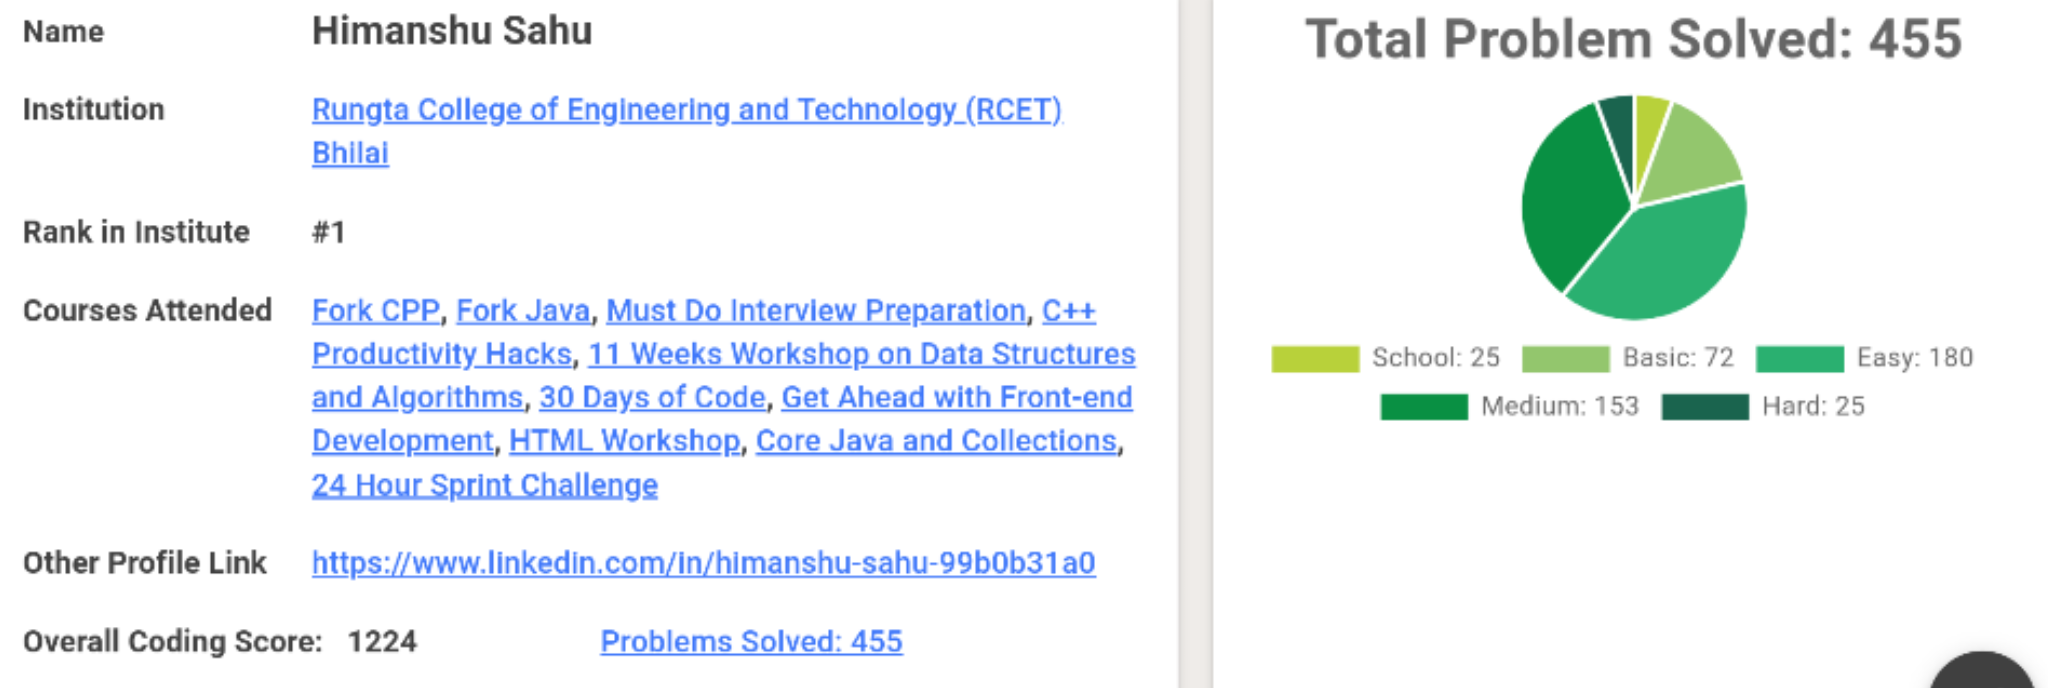 Name Himanshu Sahu
Institution Rungta College of Engineering and Technology (RCET)
Bhilai
Rank in Institute #1
Courses Attended Fork CPP, Fork Java, Must Do Interview Preparation, C++
Productivity Hacks, 11 Weeks Workshop on Data Structures
and Algorithms, 30 Days of Code, Get Ahead with Front-end
Development, HTML Workshop, Core Java and Collections,
24 Hour Sprint Challenge
Other Profile Link https://www.linkedin.com/in/himanshu-sahu-99b0b31a0
Overall Coding Score: 1224 Problems Solved: 455
Total Problem Solved: 455
School: 25 Basic: 72 Easy: 180
Medium: 153 Hard: 25